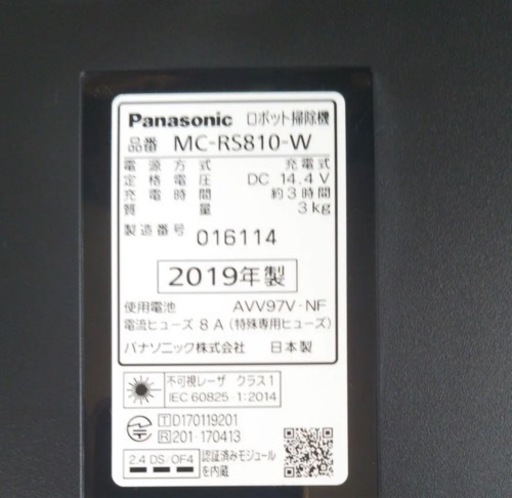 Panasonic ロボット掃除機
品番 MC-RS810-W
電源方式 充電式
定格電圧 DC 14.4V
充電時間 約3時間
質量 3kg
製造番号 016114
2019年製
使用電池 AVV97V-NF
電流ヒューズ 8A (特殊専用ヒューズ)
パナソニック株式会社 日本製
不可視レーザ クラス1
IEC 60825-1:2014
T D170119201
R 201-170413
2.4 DS/OF4 認証済みモジュール
を内蔵